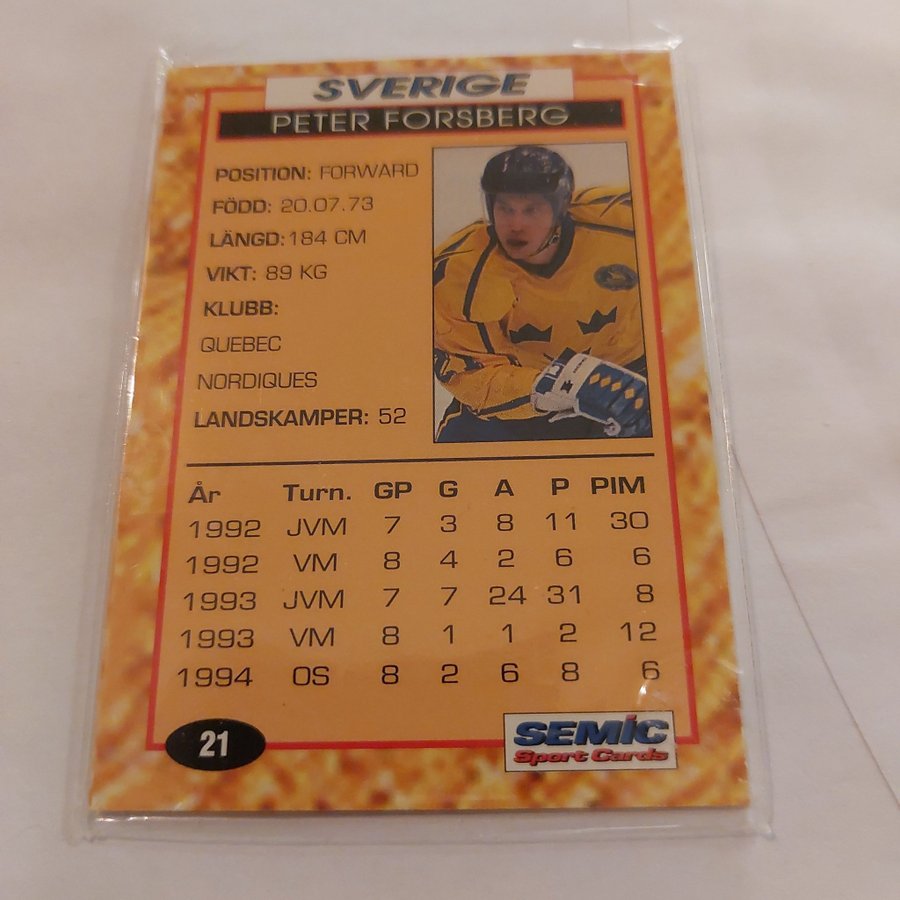 SVERIGE
PETER FORSBERG
POSITION: FORWARD
FÖDD: 20.07.73
LÄNGD: 184 CM
VIKT: 89 KG
KLUBB:
QUEBEC
NORDIQUES
LANDSKAMPER: 52
År Turn. GP G A P PIM
1992 JVM 7 3 8 11 30
1992 VM 8 4 2 6 6
1993 JVM 7 7 24 31 8
1993 VM 8 1 1 2 12
1994 OS 8 2 6 8 6
21
SEMIC
Sport Cards